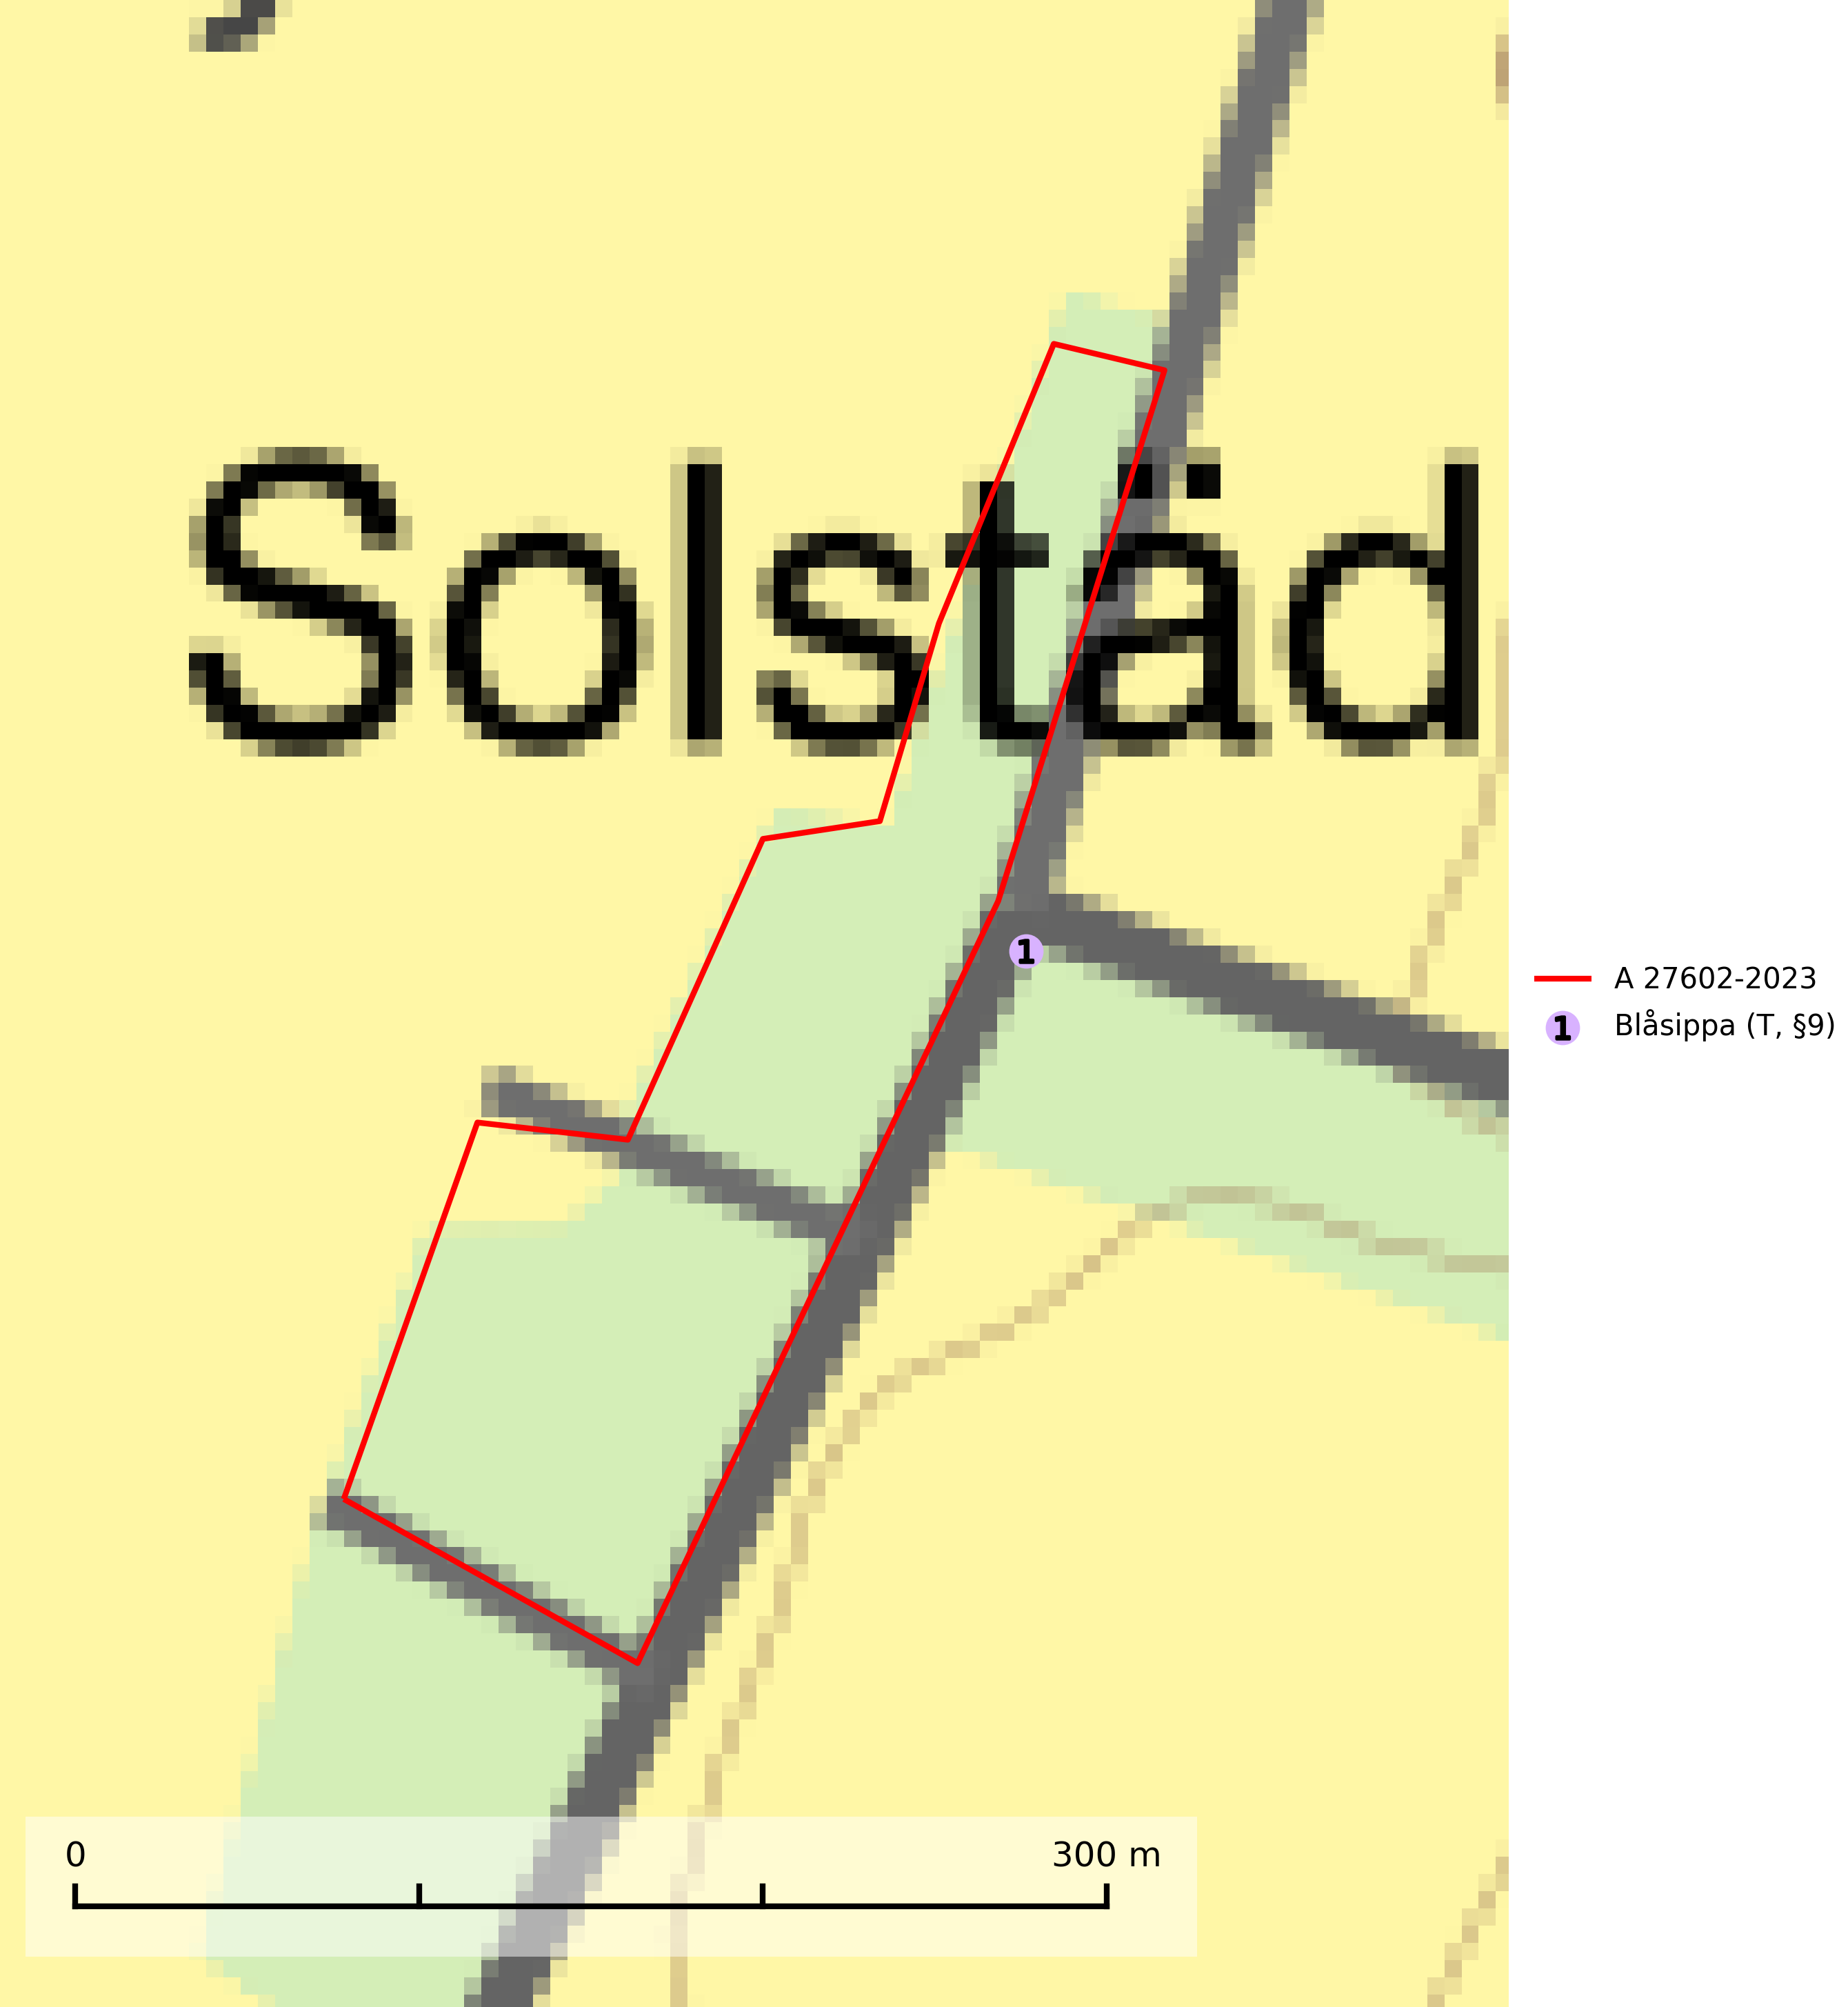 Solstad
A 27602-2023
1
1 Blåsippa (T, §9)
0 300 m